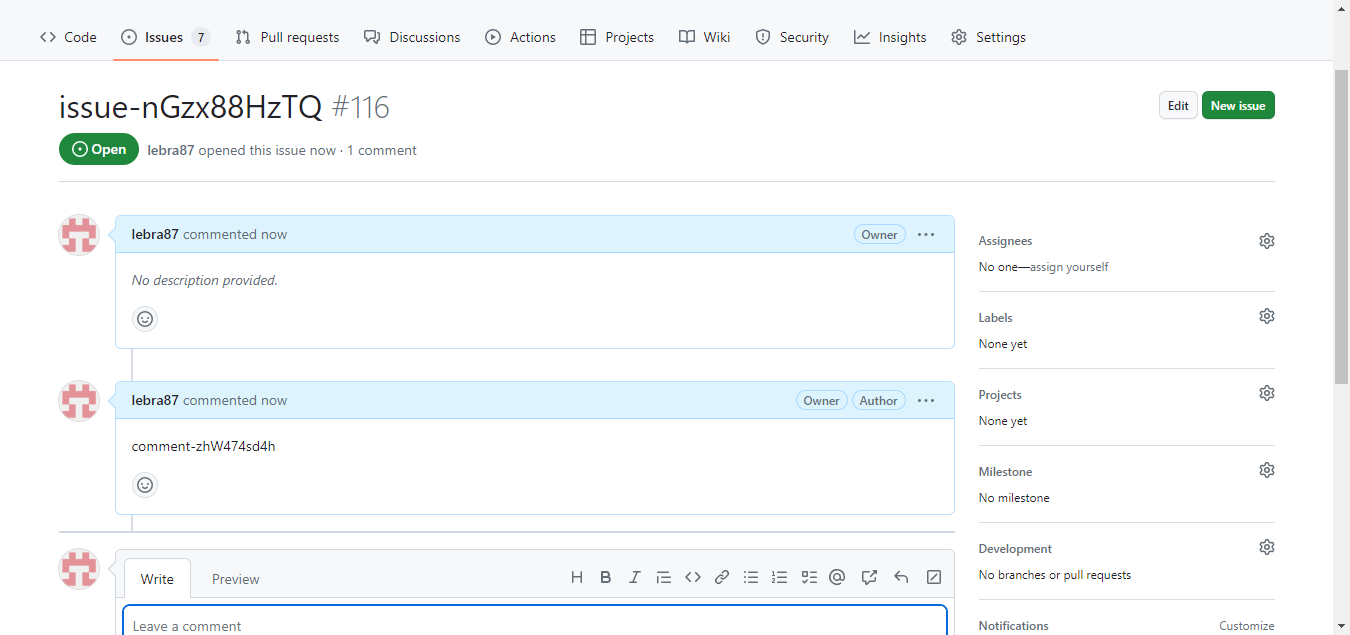 Code Issues 7 Pull requests Discussions Actions Projects Wiki Security Insights Settings
issue-nGzx88HzTQ #116
Edit New issue
Open lebra87 opened this issue now · 1 comment
lebra87 commented now Owner
No description provided.
lebra87 commented now Owner Author
comment-zhW474sd4h
Write Preview
Leave a comment
Assignees
No one—assign yourself
Labels
None yet
Projects
None yet
Milestone
No milestone
Development
No branches or pull requests
Notifications Customize